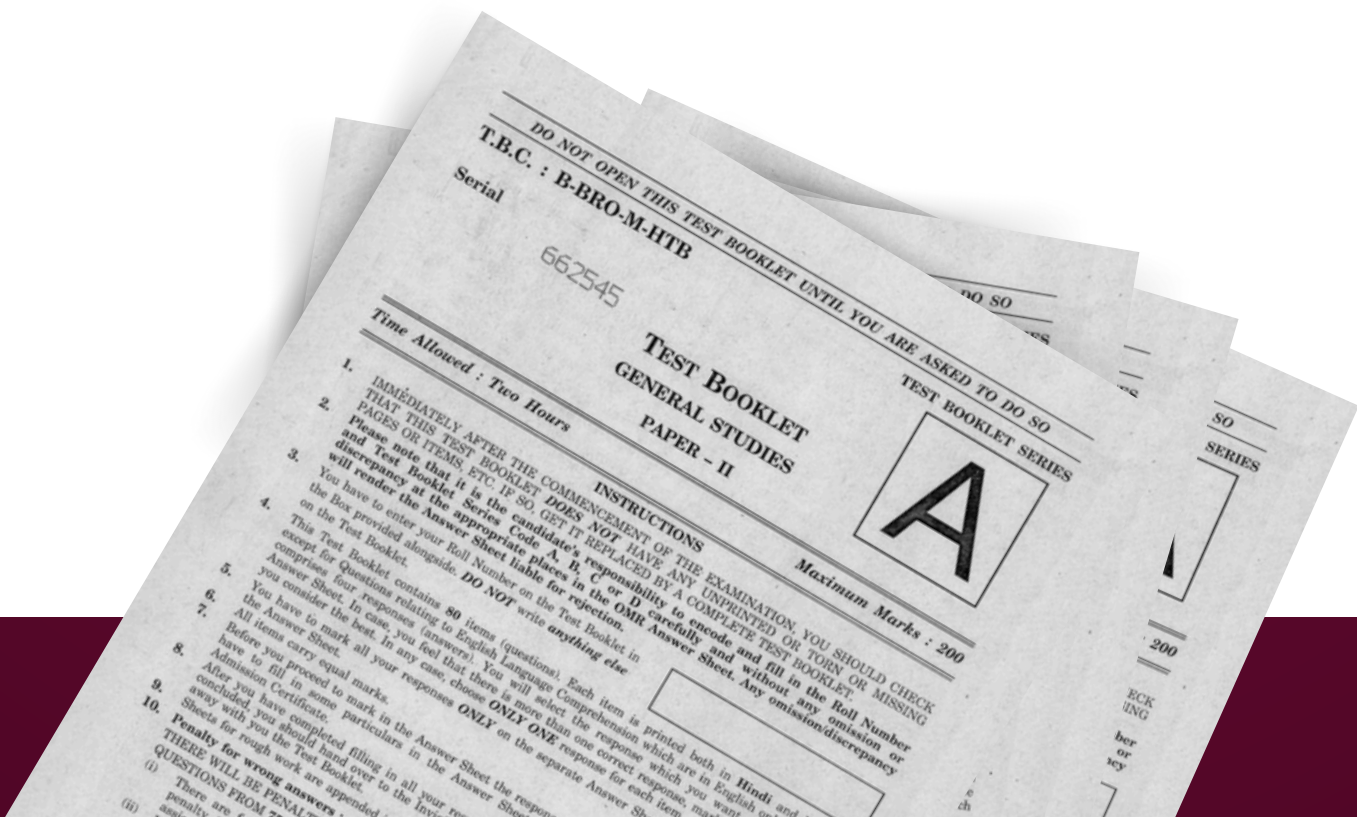 DO NOT OPEN THIS TEST BOOKLET UNTIL YOU ARE ASKED TO DO SO
T.B.C. : B-BRO-M-HTB
TEST BOOKLET SERIES
Serial
662545
A
TEST BOOKLET
GENERAL STUDIES
PAPER – II
Time Allowed : Two Hours
Maximum Marks : 200
INSTRUCTIONS
1. IMMEDIATELY AFTER THE COMMENCEMENT OF THE EXAMINATION, YOU SHOULD CHECK
THAT THIS TEST BOOKLET DOES NOT HAVE ANY UNPRINTED OR TORN OR MISSING
PAGES OR ITEMS, ETC. IF SO, GET IT REPLACED BY A COMPLETE TEST BOOKLET.
2. Please note that it is the candidate's responsibility to encode and fill in the Roll Number
and Test Booklet Series Code A, B, C or D carefully and without any omission or
discrepancy at the appropriate places in the OMR Answer Sheet. Any omission/discrepancy
will render the Answer Sheet liable for rejection.
3. You have to enter your Roll Number on the Test Booklet in
the Box provided alongside. DO NOT write anything else
on the Test Booklet.
4. This Test Booklet contains 80 items (questions). Each item is printed both in Hindi and
except for Questions relating to English Language Comprehension which are in English
comprises four responses (answers). You will select the response which you want
Answer Sheet. In case, you feel that there is more than one correct response,
you consider the best. In any case, choose ONLY ONE response for each item.
5. You have to mark all your responses ONLY on the separate Answer
the Answer Sheet.
6. All items carry equal marks.
7. Before you proceed to mark in the Answer Sheet the
have to fill in some particulars in the Answer
Admission Certificate.
8. After you have completed filling in all your
concluded, you should hand over to the
away with you the Test Booklet.
9. Sheets for rough work are appended
10. Penalty for wrong answers
THERE WILL BE
QUESTIONS FROM
(i) There are
penalty
(ii)
DO SO
SO
SERIES
200